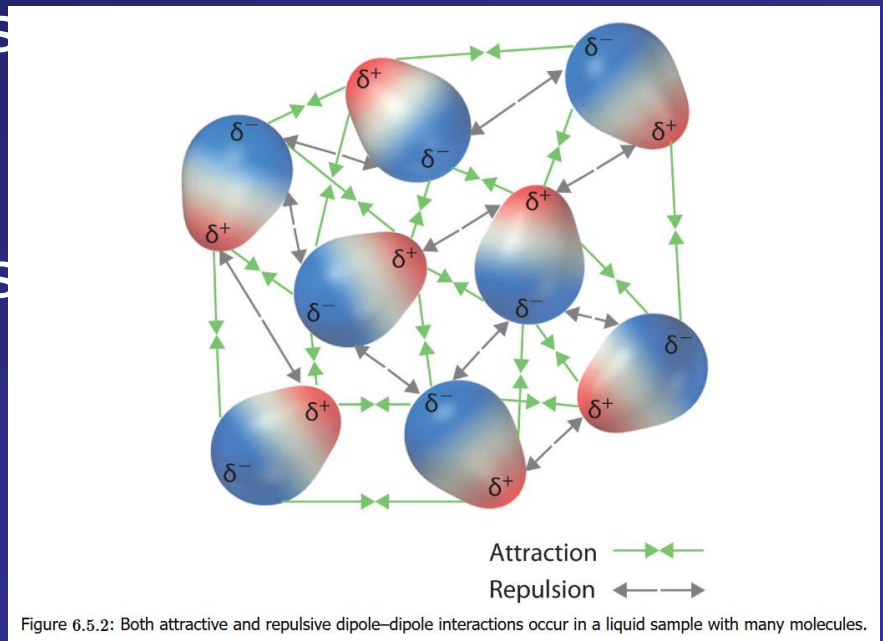 δ−
δ+
δ−
δ+
δ−
δ+
δ−
δ+
δ+
δ−
δ−
δ−
δ+
δ−
δ+
δ−
δ+
Attraction
Repulsion
Figure 6.5.2: Both attractive and repulsive dipole–dipole interactions occur in a liquid sample with many molecules.